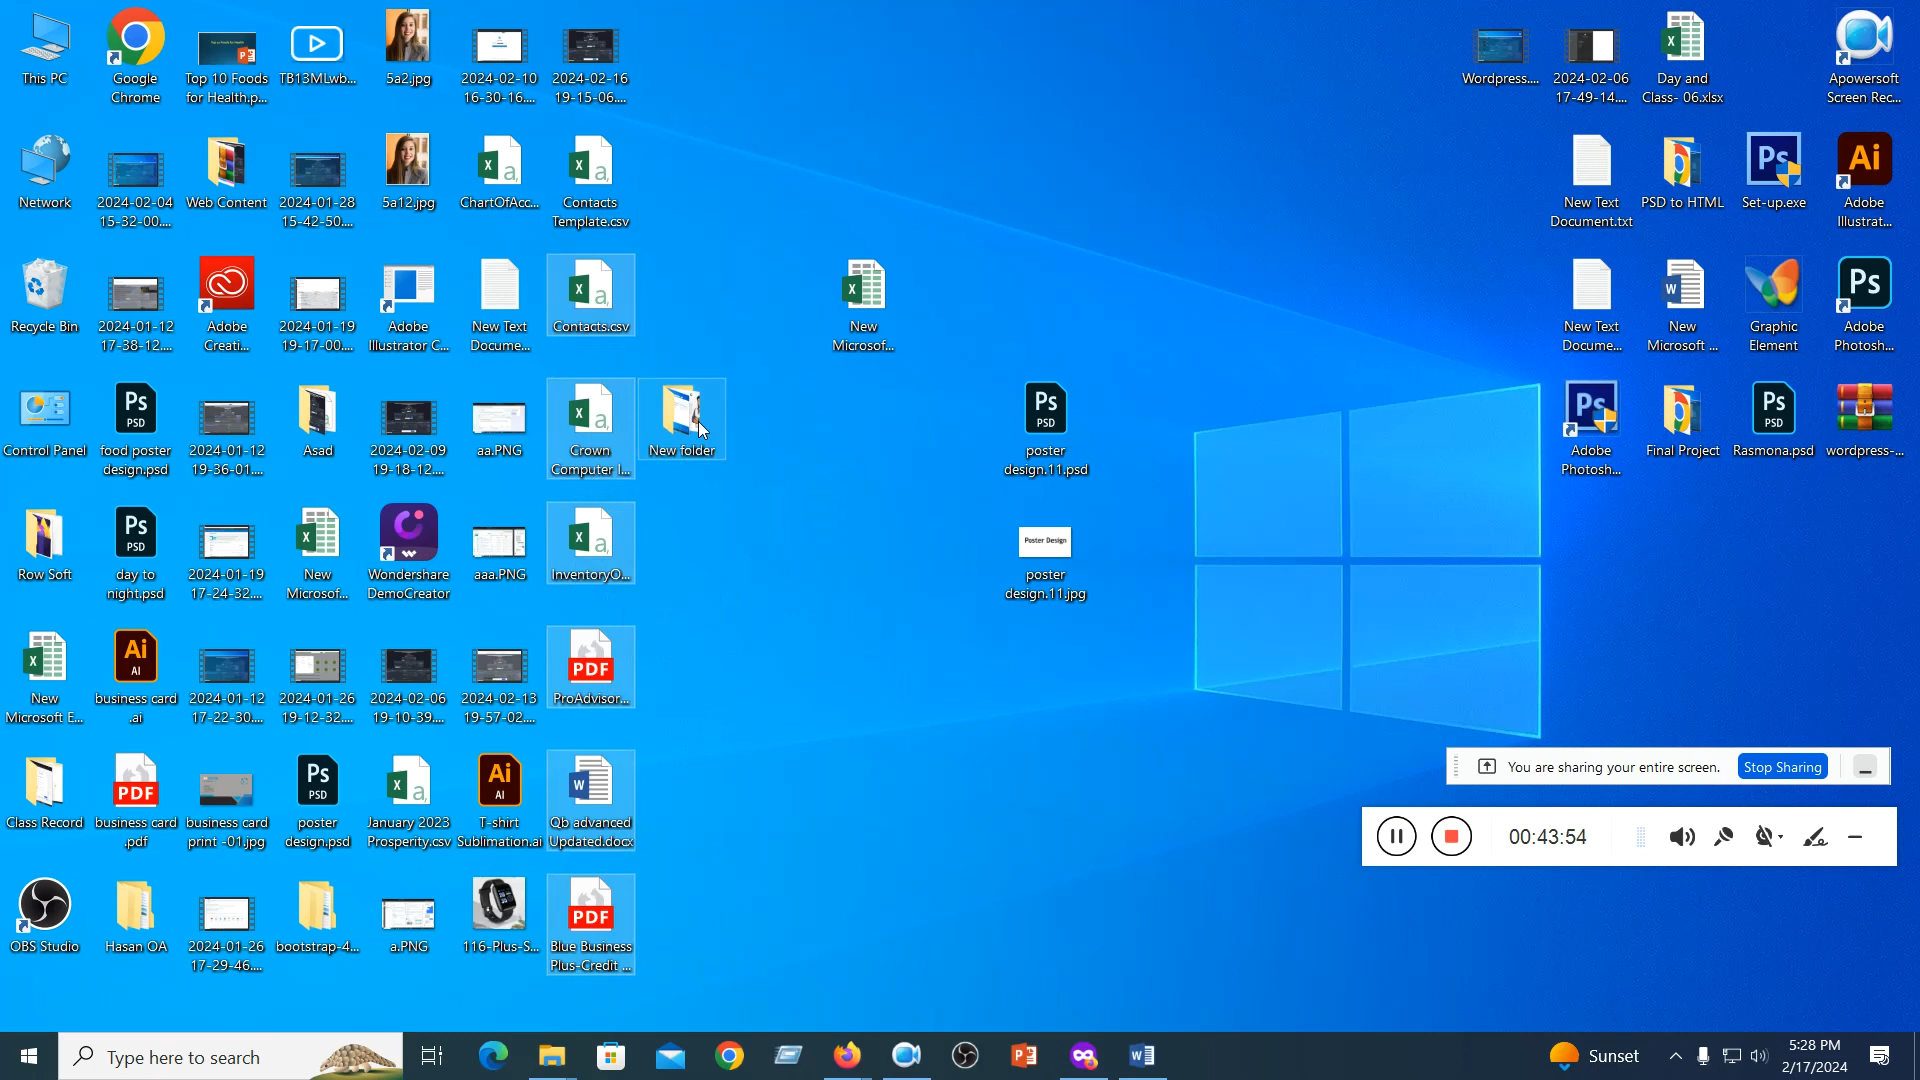 This PC
Google
Chrome
Top 10 Foods
for Health.p...
TB13MLwb...
5a2.jpg
2024-02-10
16-30-16....
2024-02-16
19-15-06....
Wordpress....
2024-02-06
17-49-14....
Day and
Class- 06.xlsx
Apowersoft
Screen Rec...
Network
2024-02-04
15-32-00....
Web Content
2024-01-28
15-42-50....
5a12.jpg
ChartOfAcc...
Contacts
Template.csv
New Text
Document.txt
PSD to HTML
Set-up.exe
Adobe
Illustrat...
Recycle Bin
2024-01-12
17-38-12....
Adobe
Creati...
2024-01-19
19-17-00....
Adobe
Illustrator C...
New Text
Docume...
Contacts.csv
New
Microsof...
New Text
Docume...
New
Microsoft ...
Graphic
Element
Adobe
Photosh...
Control Panel
food poster
design.psd
2024-01-12
19-36-01....
Asad
2024-02-09
19-18-12....
aa.PNG
Crown
Computer I...
New folder
poster
design.11.psd
Adobe
Photosh...
Final Project
Rasmona.psd
wordpress-...
Row Soft
day to
night.psd
2024-01-19
17-24-32....
New
Microsof...
Wondershare
DemoCreator
aaa.PNG
InventoryO...
Poster Design
poster
design.11.jpg
New
Microsoft E...
business card
.ai
2024-01-12
17-22-30....
2024-01-26
19-12-32....
2024-02-06
19-10-39....
2024-02-13
19-57-02....
PDF
ProAdvisor...
Class Record
PDF
business card
.pdf
business card
print -01.jpg
poster
design.psd
January 2023
Prosperity.csv
T-shirt
Sublimation.ai
Qb advanced
Updated.docx
You are sharing your entire screen.
Stop Sharing
00:43:54
OBS Studio
Hasan OA
2024-01-26
17-29-46....
bootstrap-4...
a.PNG
116-Plus-S...
PDF
Blue Business
Plus-Credit ...
Type here to search
Sunset
5:28 PM
2/17/2024